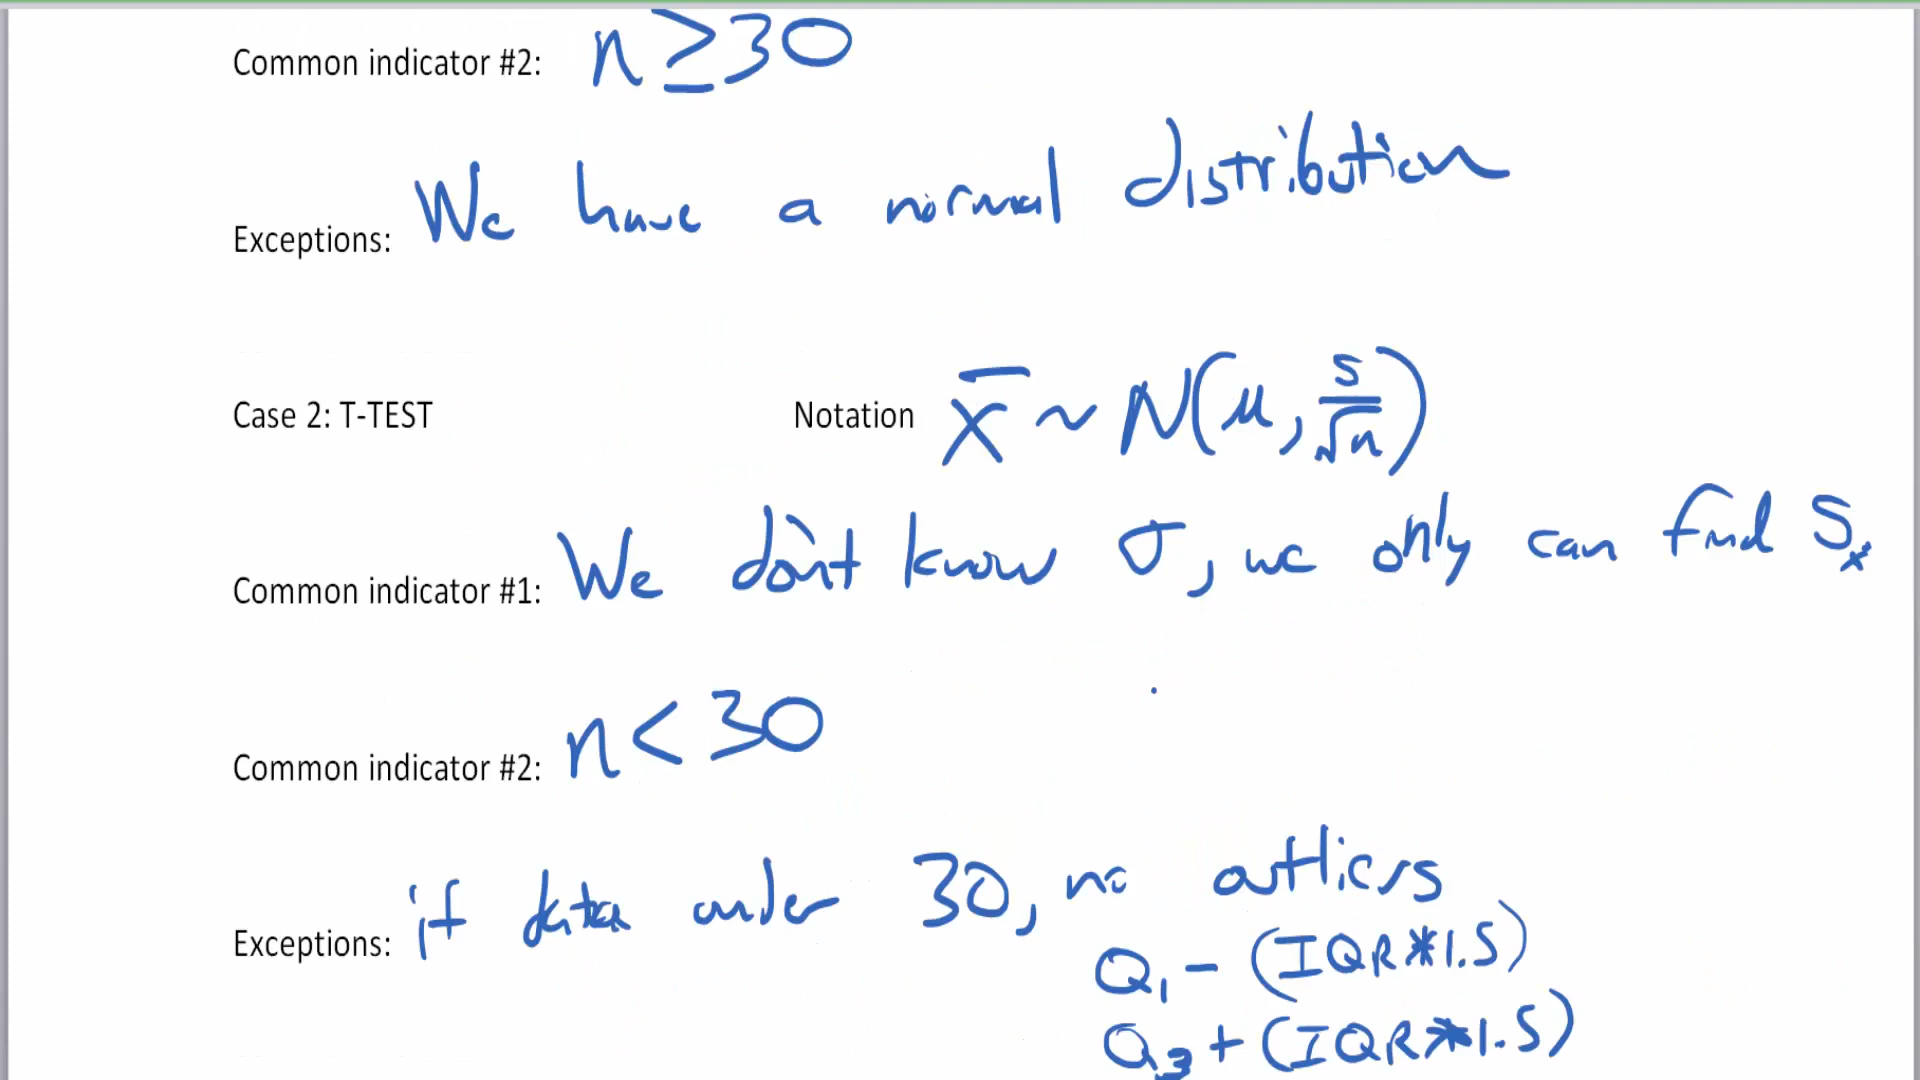 Common indicator #2: n ≥ 30
Exceptions: We have a normal distribution
Case 2: T-TEST Notation x̄ ~ N(μ, s/√n)
Common indicator #1: We don't know σ, we only can find Sx
Common indicator #2: n < 30
Exceptions: if data under 30, no outliers
Q1 - (IQR*1.5)
Q3 + (IQR*1.5)